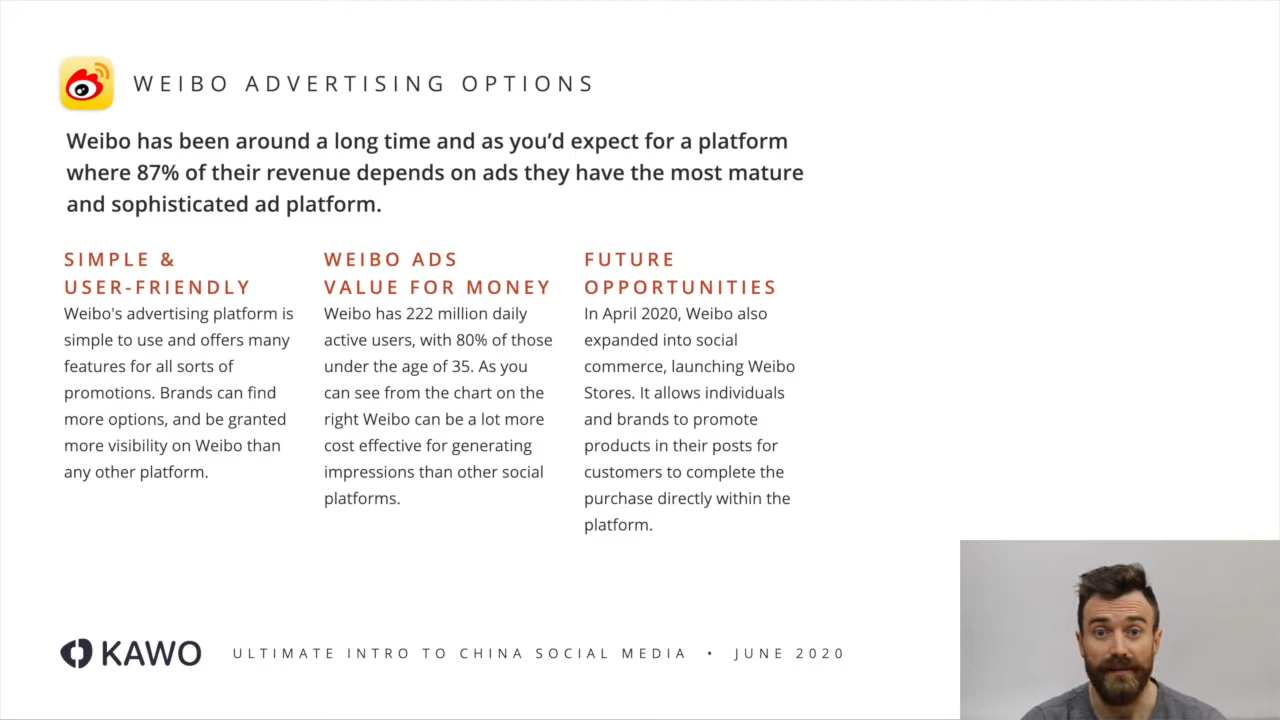 WEIBO ADVERTISING OPTIONS
Weibo has been around a long time and as you’d expect for a platform
where 87% of their revenue depends on ads they have the most mature
and sophisticated ad platform.
SIMPLE &
USER-FRIENDLY
Weibo's advertising platform is
simple to use and offers many
features for all sorts of
promotions. Brands can find
more options, and be granted
more visibility on Weibo than
any other platform.
WEIBO ADS
VALUE FOR MONEY
Weibo has 222 million daily
active users, with 80% of those
under the age of 35. As you
can see from the chart on the
right Weibo can be a lot more
cost effective for generating
impressions than other social
platforms.
FUTURE
OPPORTUNITIES
In April 2020, Weibo also
expanded into social
commerce, launching Weibo
Stores. It allows individuals
and brands to promote
products in their posts for
customers to complete the
purchase directly within the
platform.
KAWO
ULTIMATE INTRO TO CHINA SOCIAL MEDIA • JUNE 2020